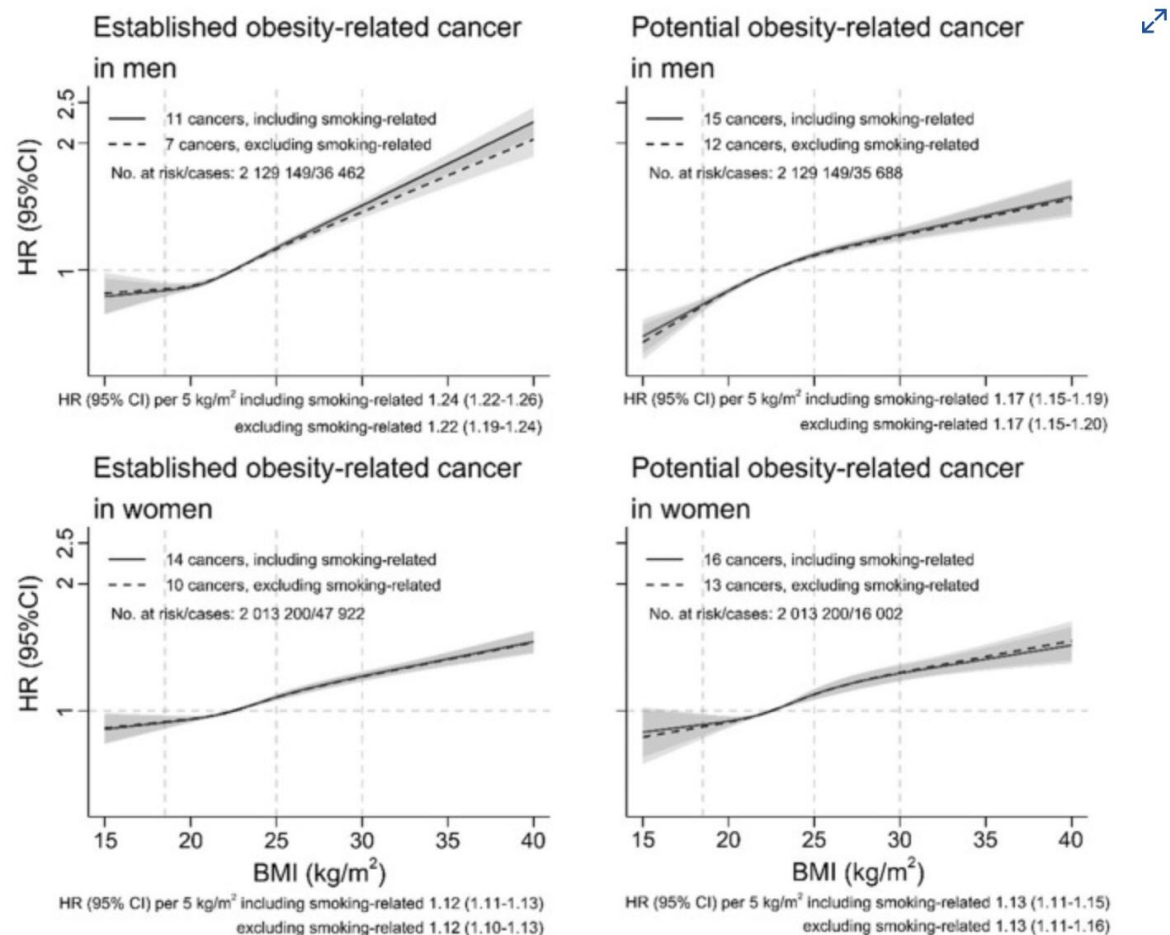 Established obesity-related cancer
in men
11 cancers, including smoking-related
7 cancers, excluding smoking-related
No. at risk/cases: 2 129 149/36 462
HR (95%CI)
2.5
2
1
15 20 25 30 35 40
HR (95% CI) per 5 kg/m² including smoking-related 1.24 (1.22-1.26)
excluding smoking-related 1.22 (1.19-1.24)
Potential obesity-related cancer
in men
15 cancers, including smoking-related
12 cancers, excluding smoking-related
No. at risk/cases: 2 129 149/35 688
15 20 25 30 35 40
HR (95% CI) per 5 kg/m² including smoking-related 1.17 (1.15-1.19)
excluding smoking-related 1.17 (1.15-1.20)
Established obesity-related cancer
in women
14 cancers, including smoking-related
10 cancers, excluding smoking-related
No. at risk/cases: 2 013 200/47 922
HR (95%CI)
2.5
2
1
15 20 25 30 35 40
BMI (kg/m²)
HR (95% CI) per 5 kg/m² including smoking-related 1.12 (1.11-1.13)
excluding smoking-related 1.12 (1.10-1.13)
Potential obesity-related cancer
in women
16 cancers, including smoking-related
13 cancers, excluding smoking-related
No. at risk/cases: 2 013 200/16 002
15 20 25 30 35 40
BMI (kg/m²)
HR (95% CI) per 5 kg/m² including smoking-related 1.13 (1.11-1.15)
excluding smoking-related 1.13 (1.11-1.16)